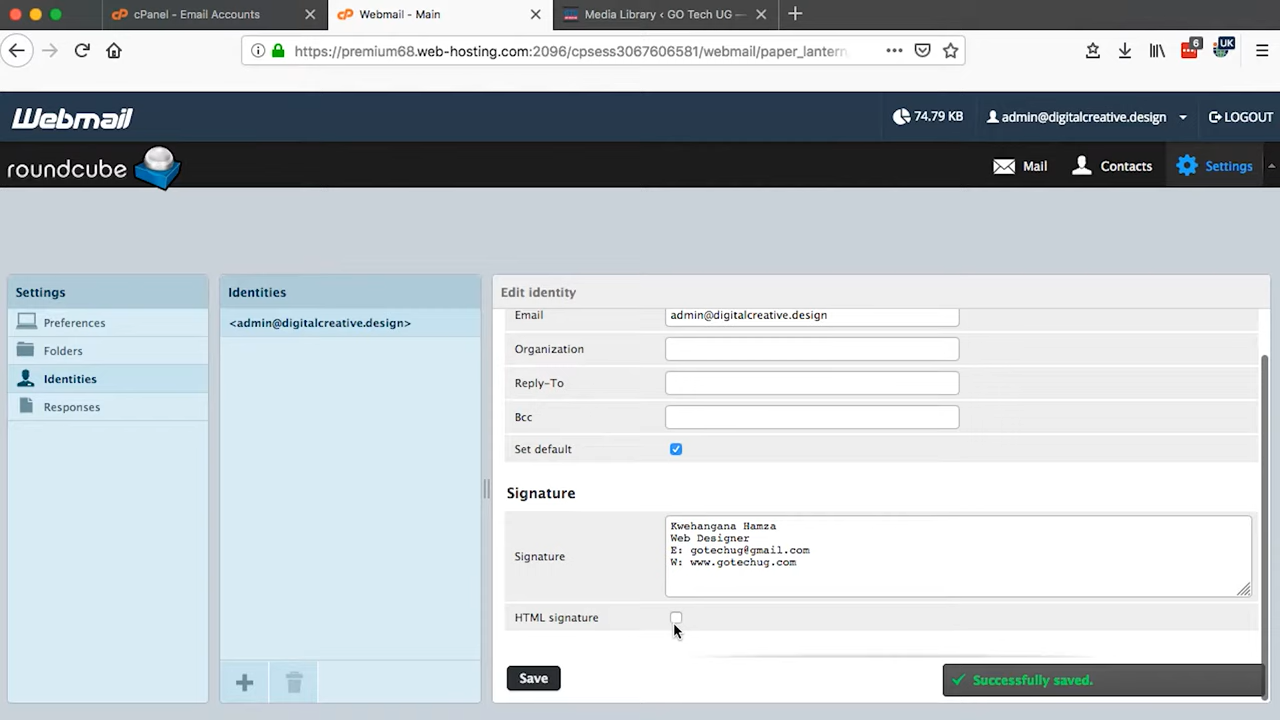 cPanel - Email Accounts
Webmail - Main
Media Library ‹ GO Tech UG —
https://premium68.web-hosting.com:2096/cpsess3067606581/webmail/paper_lantern
6
UK
Webmail
74.79 KB
admin@digitalcreative.design
LOGOUT
roundcube
Mail
Contacts
Settings
Settings
Identities
Edit identity
Preferences
<admin@digitalcreative.design>
Email
admin@digitalcreative.design
Folders
Organization
Identities
Reply-To
Responses
Bcc
Set default
Signature
Signature
Kwehangana Hamza
Web Designer
E: gotechug@gmail.com
W: www.gotechug.com
HTML signature
Save
Successfully saved.